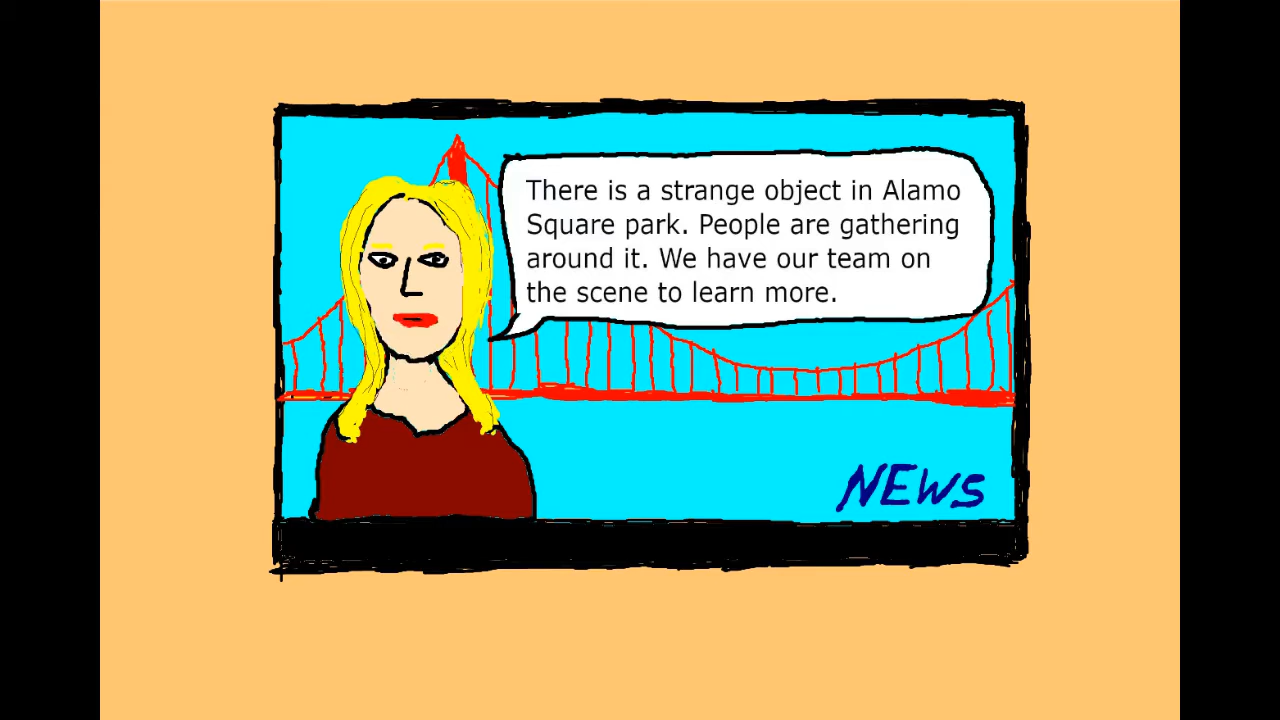 There is a strange object in Alamo
Square park. People are gathering
around it. We have our team on
the scene to learn more.
NEWS